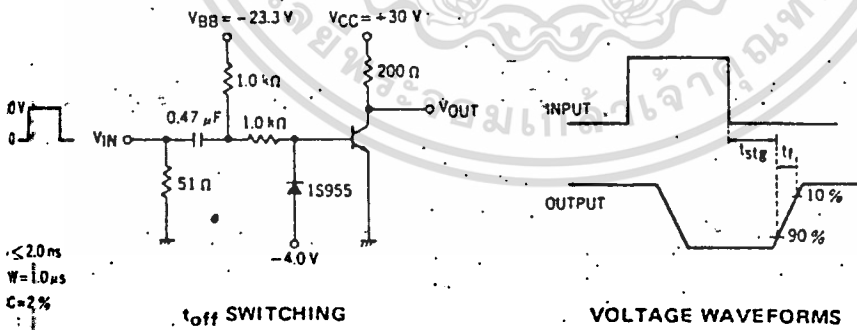 VBB = -23.3 V
VCC = +30 V
1.0 kΩ
200 Ω
0V
0.47 μF
1.0 kΩ
VOUT
VIN
51 Ω
1S955
-4.0 V
INPUT
tstg
tf
OUTPUT
10 %
90 %
≤2.0 ns
W=1.0μs
C=2%
toff SWITCHING
VOLTAGE WAVEFORMS